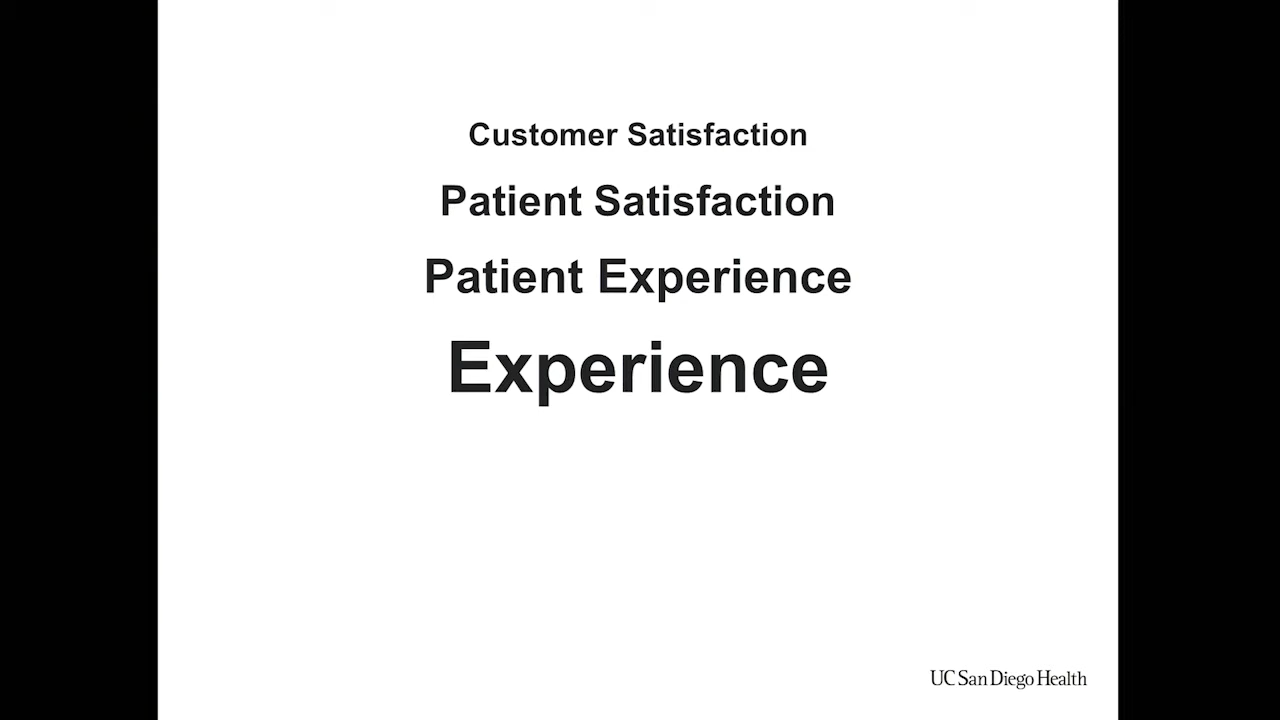 Customer Satisfaction
Patient Satisfaction
Patient Experience
Experience
UC San Diego Health